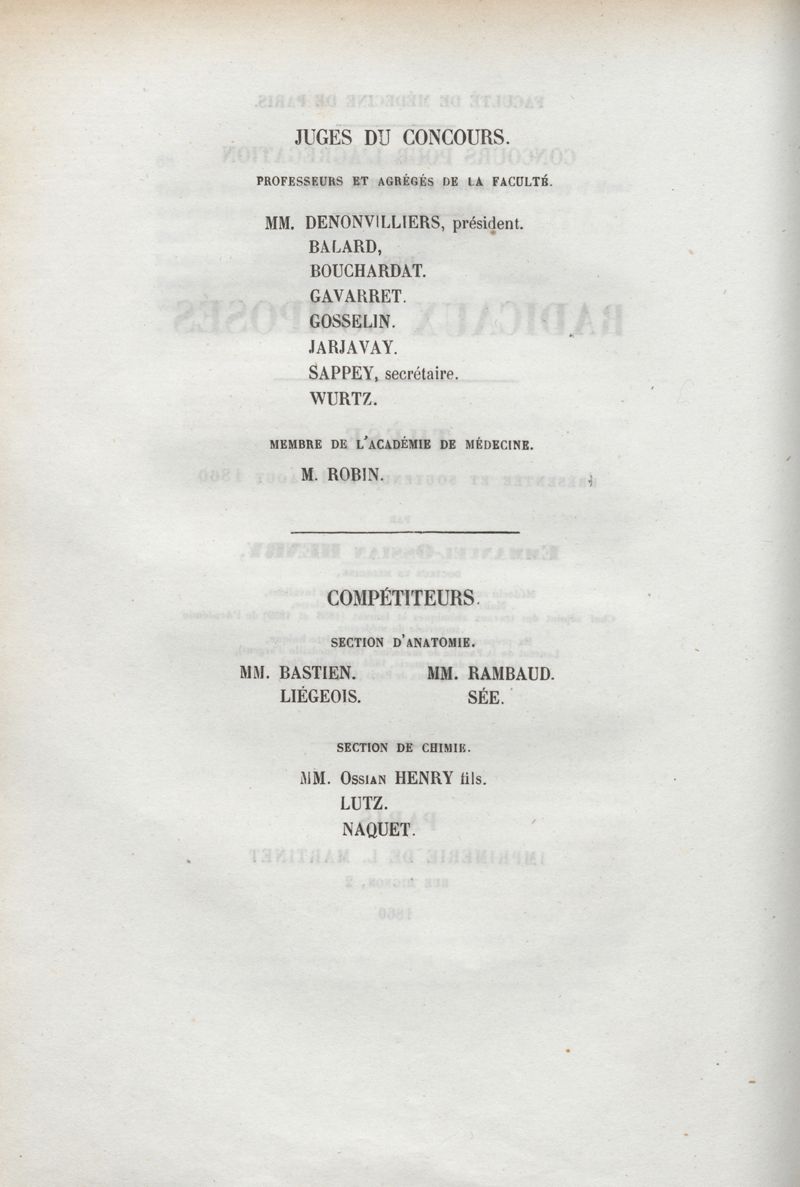 JUGES DU CONCOURS.
PROFESSEURS ET AGRÉGÉS DE LA FACULTÉ.
MM. DENONVILLIERS, président.
BALARD,
BOUCHARDAT.
GAVARRET.
GOSSELIN.
JARJAVAY.
SAPPEY, secrétaire.
WURTZ.
MEMBRE DE L'ACADÉMIE DE MÉDECINE.
M. ROBIN.
COMPÉTITEURS.
SECTION D'ANATOMIE.
MM. BASTIEN. MM. RAMBAUD.
LIÉGEOIS. SÉE.
SECTION DE CHIMIE.
MM. OSSIAN HENRY fils.
LUTZ.
NAQUET.